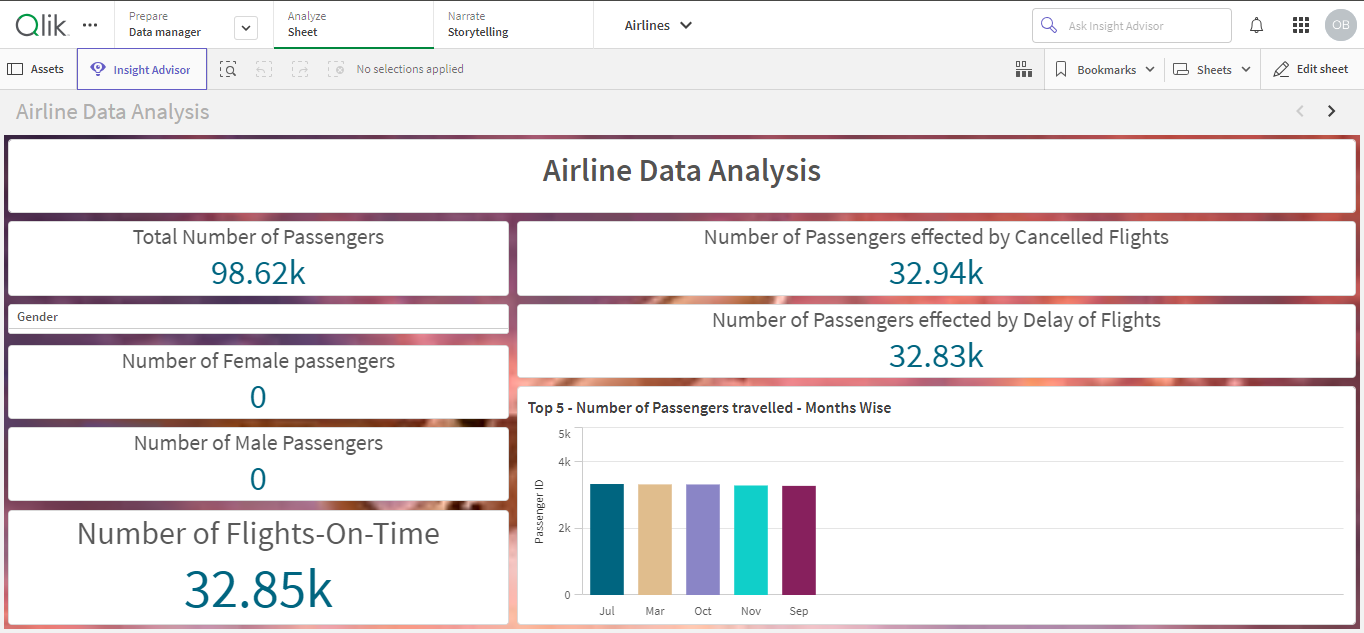 Qlik
Prepare
Data manager
Analyze
Sheet
Narrate
Storytelling
Airlines
Ask Insight Advisor
OB
Assets
Insight Advisor
No selections applied
Bookmarks
Sheets
Edit sheet
Airline Data Analysis
Airline Data Analysis
Total Number of Passengers
98.62k
Number of Passengers effected by Cancelled Flights
32.94k
Gender
Number of Passengers effected by Delay of Flights
32.83k
Number of Female passengers
0
Number of Male Passengers
0
Number of Flights-On-Time
32.85k
Top 5 - Number of Passengers travelled - Months Wise
Passenger ID
5k
4k
2k
0
Jul Mar Oct Nov Sep